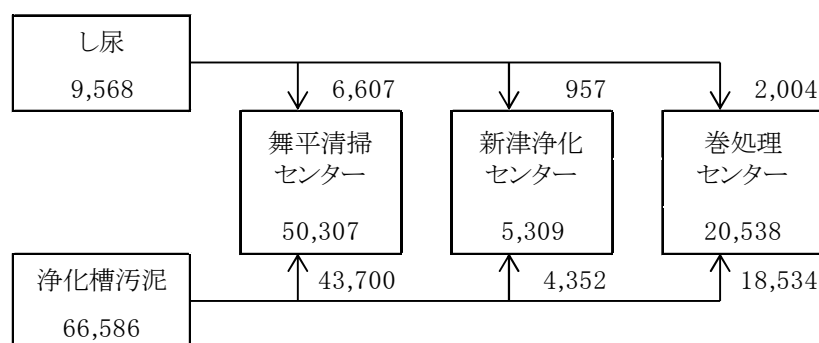 し尿
9,568
6,607
957
2,004
舞平清掃
センター
50,307
新津浄化
センター
5,309
巻処理
センター
20,538
浄化槽汚泥
66,586
43,700
4,352
18,534